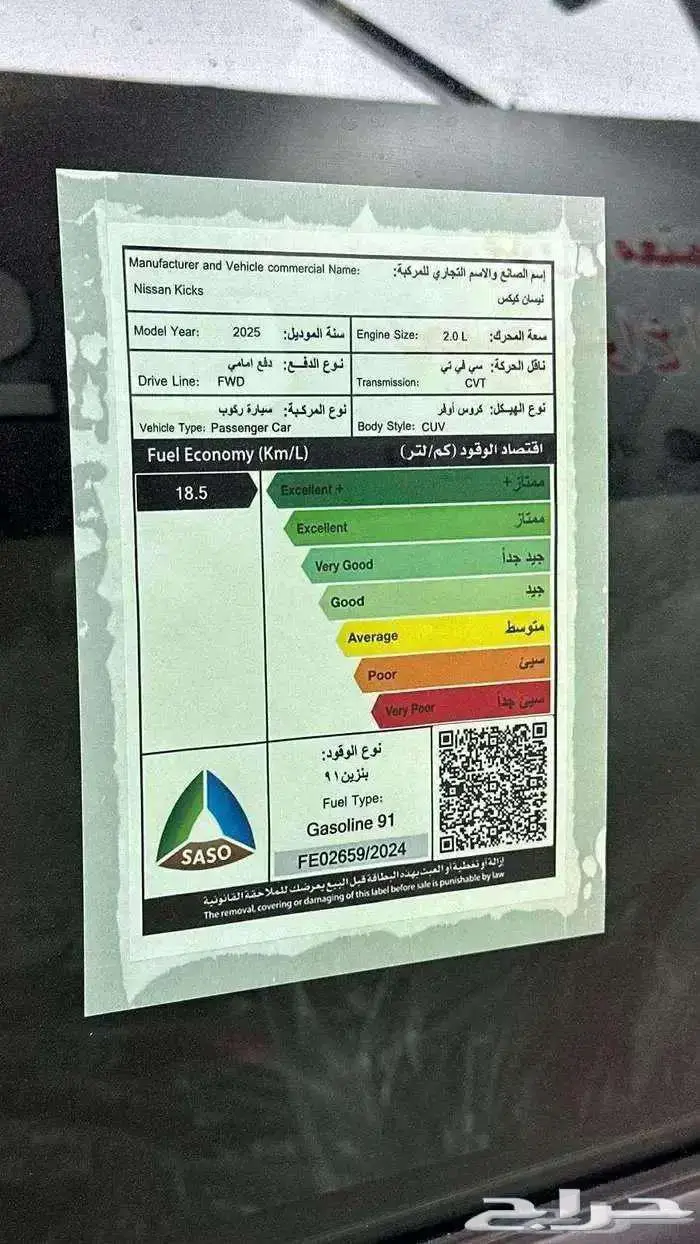 Manufacturer and Vehicle commercial Name: إسم الصانع والاسم التجاري للمركبة:
Nissan Kicks نيسان كيكس
Model Year: 2025 سنة الموديل:
Engine Size: 2.0 L سعة المحرك:
نوع الدفع: دفع امامي
Drive Line: FWD
ناقل الحركة: سي في تي
Transmission: CVT
نوع المركبة: سيارة ركوب
Vehicle Type: Passenger Car
نوع الهيكل: كروس أوفر
Body Style: CUV
Fuel Economy (Km/L) اقتصاد الوقود (كم/لتر)
18.5
Excellent + ممتاز +
Excellent ممتاز
Very Good جيد جداً
Good جيد
Average متوسط
Poor سيئ
Very Poor سيئ جداً
SASO
نوع الوقود:
بنزين ٩١
Fuel Type:
Gasoline 91
FE02659/2024
إزالة أو تغطية أو العبث بهذه البطاقة قبل البيع يعرضك للملاحقة القانونية
The removal, covering or damaging of this label before sale is punishable by law
حراج